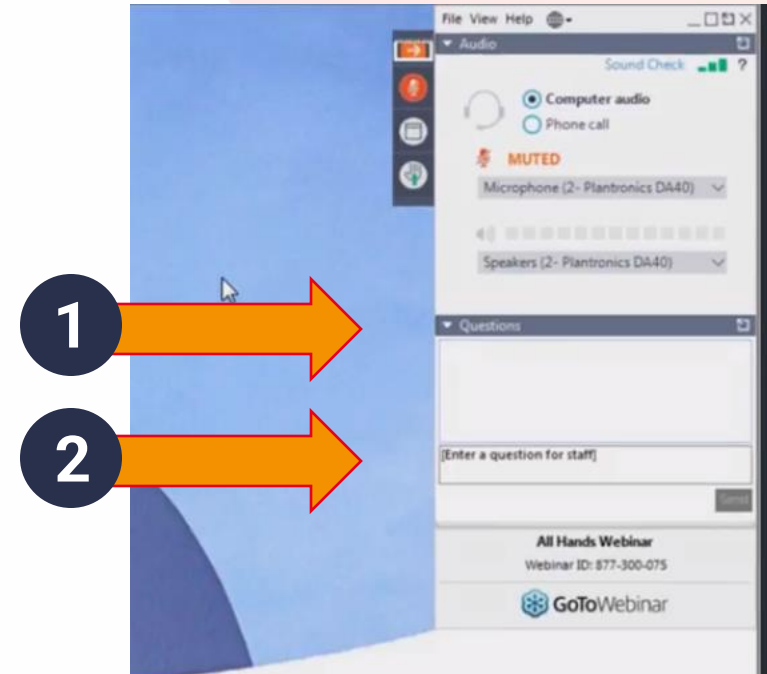 File View Help
Audio
Sound Check ?
Computer audio
Phone call
MUTED
Microphone (2- Plantronics DA40)
Speakers (2- Plantronics DA40)
1
Questions
2
[Enter a question for staff]
Send
All Hands Webinar
Webinar ID: 877-300-075
GoToWebinar